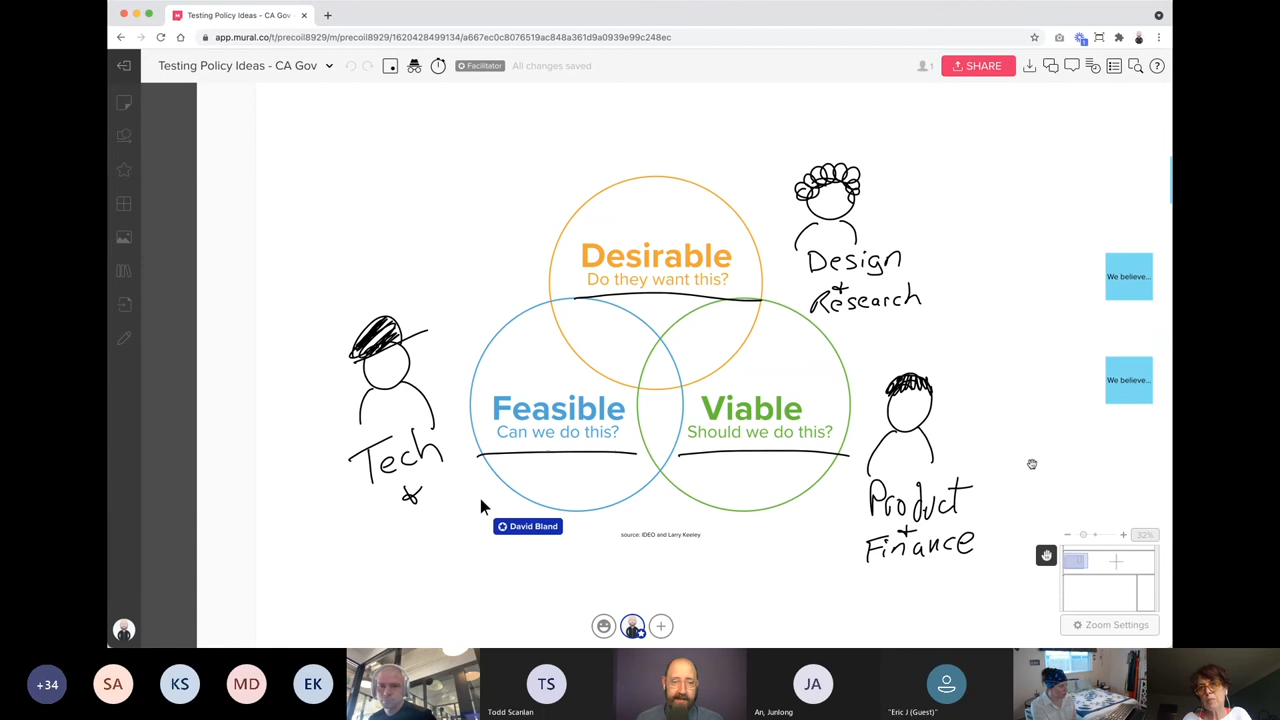 Testing Policy Ideas - CA Gov
app.mural.co/t/precoil8929/m/precoil8929/1620428499134/a667ec0c8076519ac848a361d9a0939e99c248ec
Testing Policy Ideas - CA Gov
Facilitator
All changes saved
1
SHARE
Desirable
Do they want this?
Design
+
Research
We believe...
We believe...
Feasible
Can we do this?
Viable
Should we do this?
Tech
Product
+
Finance
David Bland
source: IDEO and Larry Keeley
32%
Zoom Settings
+34
SA
KS
MD
EK
TS
Todd Scanlan
JA
An, Junlong
"Eric J (Guest)"